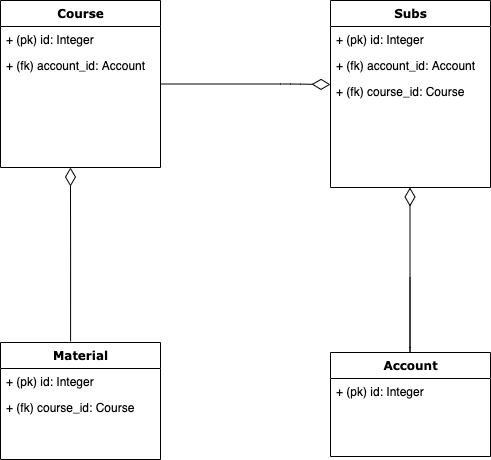 Course
+ (pk) id: Integer
+ (fk) account_id: Account
Subs
+ (pk) id: Integer
+ (fk) account_id: Account
+ (fk) course_id: Course
Material
+ (pk) id: Integer
+ (fk) course_id: Course
Account
+ (pk) id: Integer